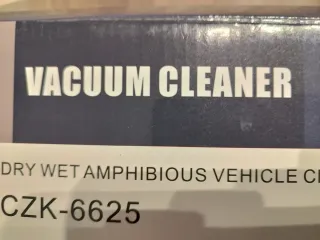 VACUUM CLEANER
DRY WET AMPHIBIOUS VEHICLE
CZK-6625